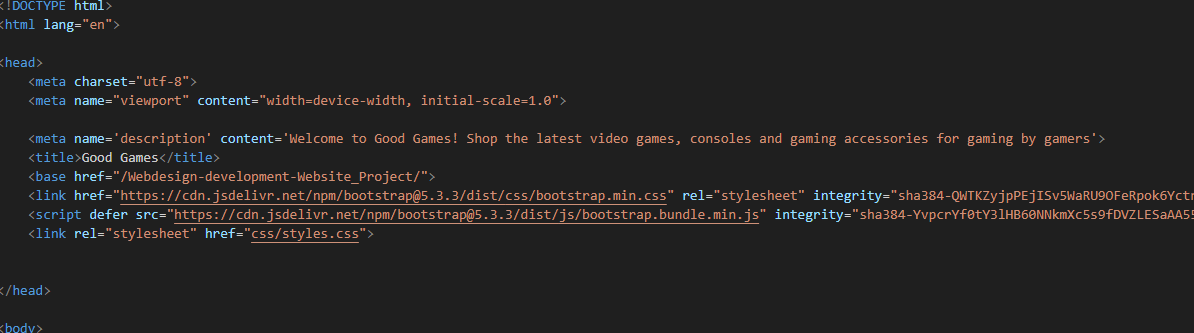 <!DOCTYPE html>
<html lang="en">
<head>
<meta charset="utf-8">
<meta name="viewport" content="width=device-width, initial-scale=1.0">
<meta name='description' content='Welcome to Good Games! Shop the latest video games, consoles and gaming accessories for gaming by gamers'>
<title>Good Games</title>
<base href="/Webdesign-development-Website_Project/">
<link href="https://cdn.jsdelivr.net/npm/bootstrap@5.3.3/dist/css/bootstrap.min.css" rel="stylesheet" integrity="sha384-QWTKZyjpPEjISv5WaRU9OFeRpok6Yctn
<script defer src="https://cdn.jsdelivr.net/npm/bootstrap@5.3.3/dist/js/bootstrap.bundle.min.js" integrity="sha384-YvpcrYf0tY3lHB60NNkmXc5s9fDVZLESaAA55
<link rel="stylesheet" href="css/styles.css">
</head>
<body>